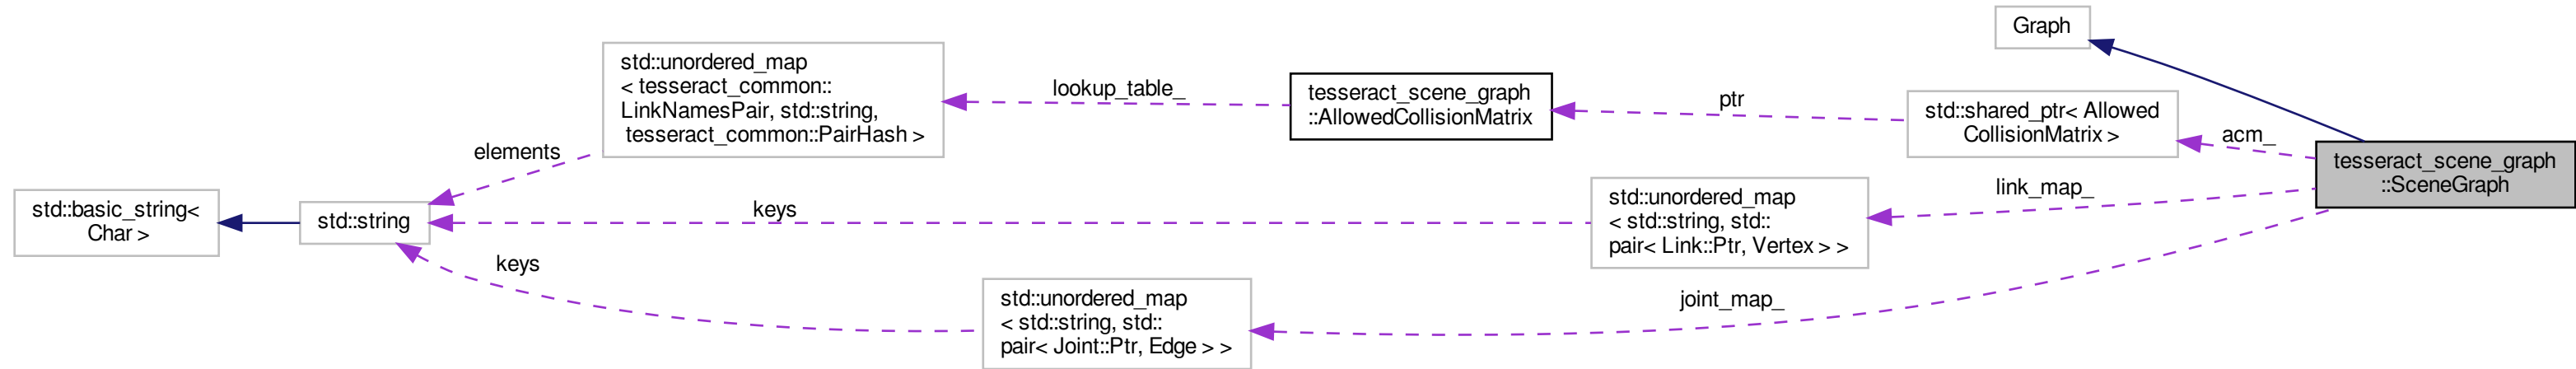 Graph
std::unordered_map
< tesseract_common::
LinkNamesPair, std::string,
tesseract_common::PairHash >
lookup_table_
tesseract_scene_graph
::AllowedCollisionMatrix
ptr
std::shared_ptr< Allowed
CollisionMatrix >
acm_
tesseract_scene_graph
::SceneGraph
elements
std::basic_string<
Char >
std::string
keys
std::unordered_map
< std::string, std::
pair< Link::Ptr, Vertex > >
link_map_
keys
std::unordered_map
< std::string, std::
pair< Joint::Ptr, Edge > >
joint_map_